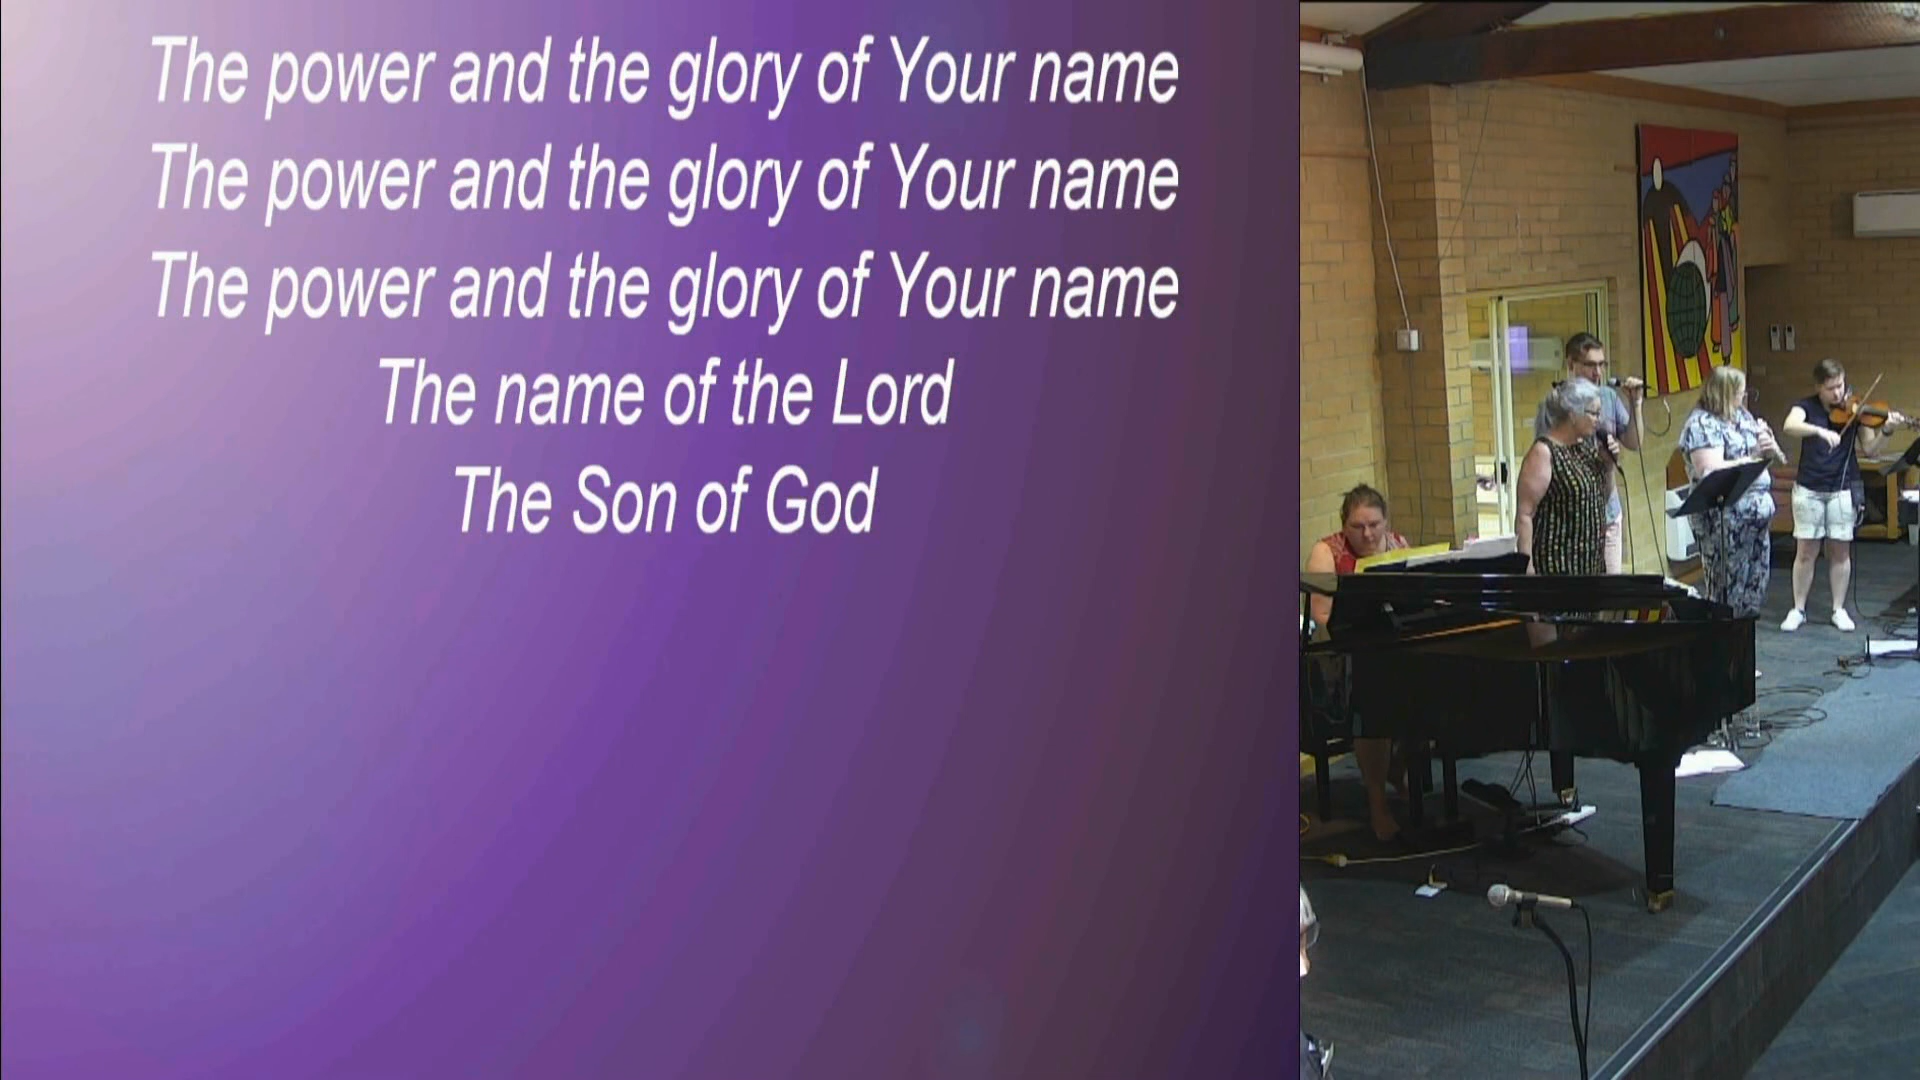 The power and the glory of Your name
The power and the glory of Your name
The power and the glory of Your name
The name of the Lord
The Son of God